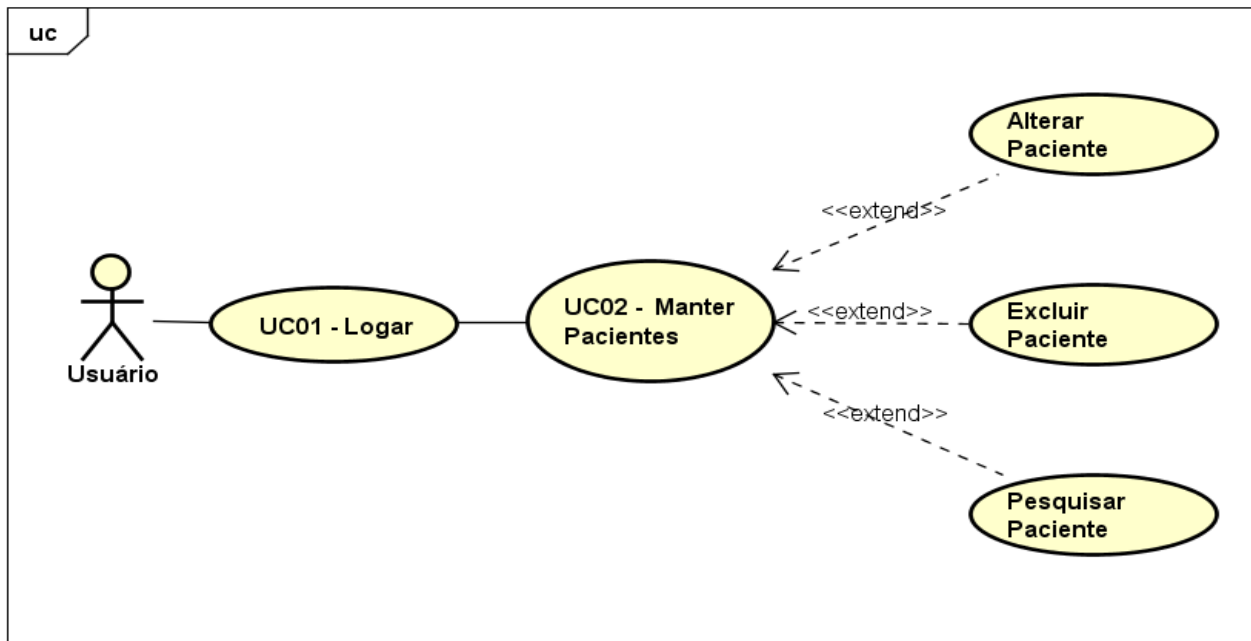 uc
Alterar
Paciente
<<extend>>
UC01 - Logar
UC02 - Manter
Pacientes
<<extend>>
Excluir
Paciente
Usuário
<<extend>>
Pesquisar
Paciente